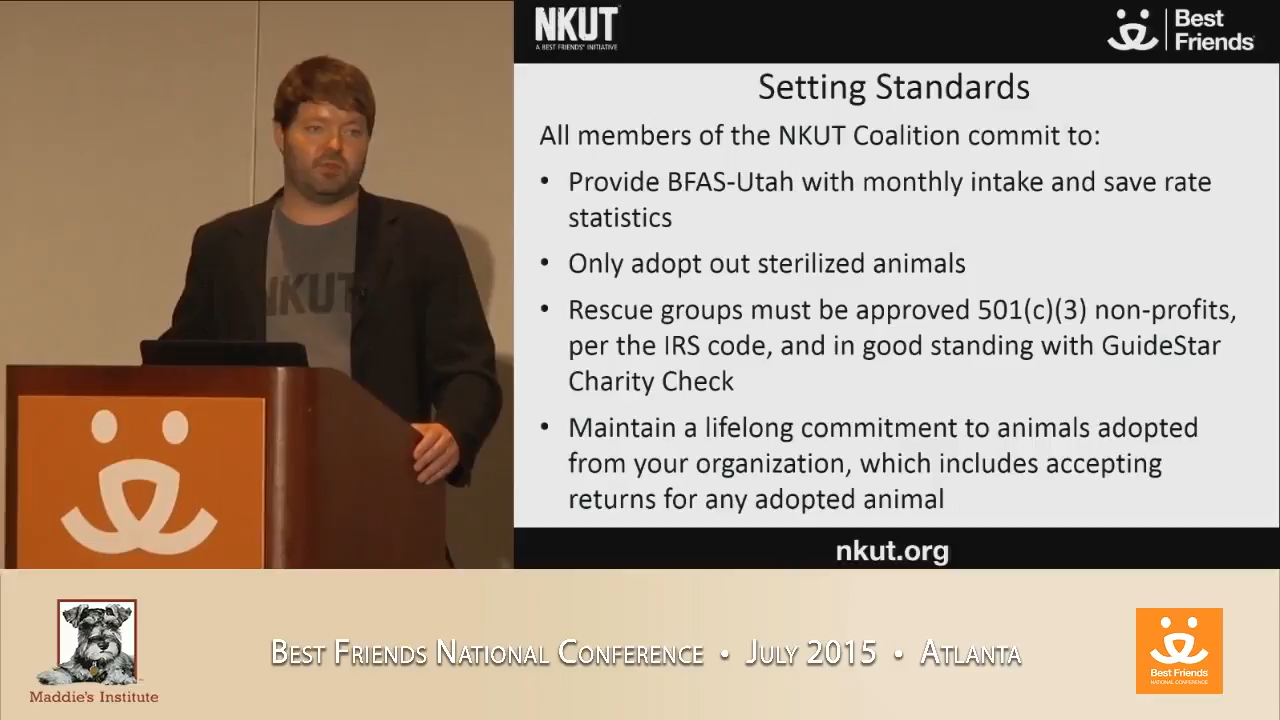 NKUT
A BEST FRIENDS' INITIATIVE
Best
Friends
Setting Standards
All members of the NKUT Coalition commit to:
• Provide BFAS-Utah with monthly intake and save rate
statistics
• Only adopt out sterilized animals
• Rescue groups must be approved 501(c)(3) non-profits,
per the IRS code, and in good standing with GuideStar
Charity Check
• Maintain a lifelong commitment to animals adopted
from your organization, which includes accepting
returns for any adopted animal
nkut.org
NKUT
Maddie's Institute
Best Friends National Conference • July 2015 • Atlanta
Best Friends
NATIONAL CONFERENCE